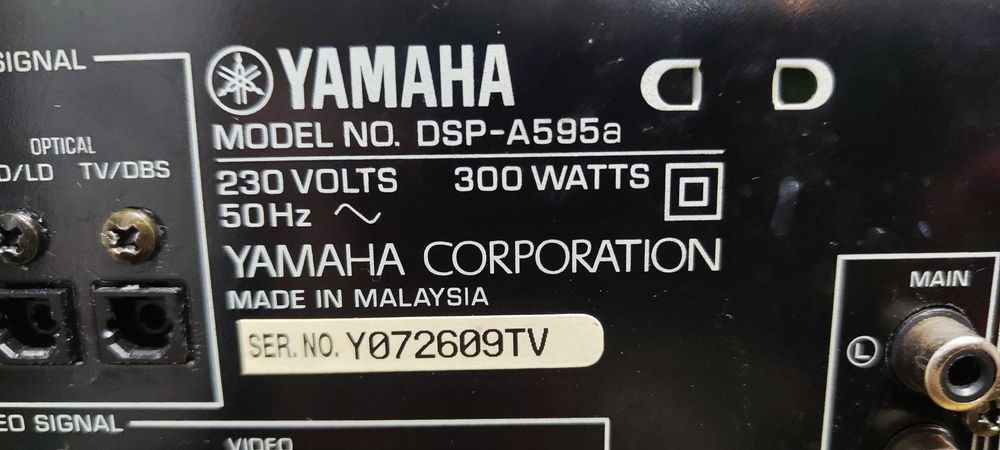 SIGNAL
OPTICAL
D/LD TV/DBS
YAMAHA
MODEL NO. DSP-A595a
230 VOLTS 300 WATTS
50Hz
YAMAHA CORPORATION
MADE IN MALAYSIA
SER. NO. Y072609TV
MAIN
L
EO SIGNAL
VIDEO